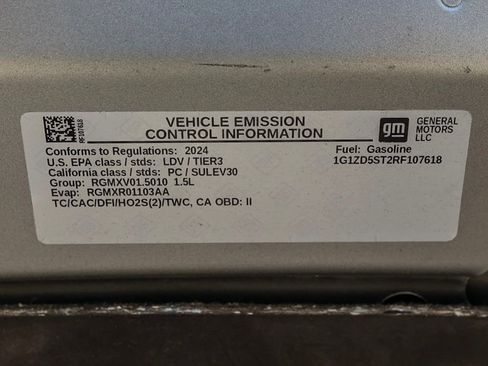 RF107618
VEHICLE EMISSION
CONTROL INFORMATION
gm
GENERAL
MOTORS
LLC
Conforms to Regulations: 2024
Fuel: Gasoline
U.S. EPA class / stds: LDV / TIER3
1G1ZD5ST2RF107618
California class / stds: PC / SULEV30
Group: RGMXV01.5010 1.5L
Evap: RGMXR01103AA
TC/CAC/DFI/HO2S(2)/TWC, CA OBD: II